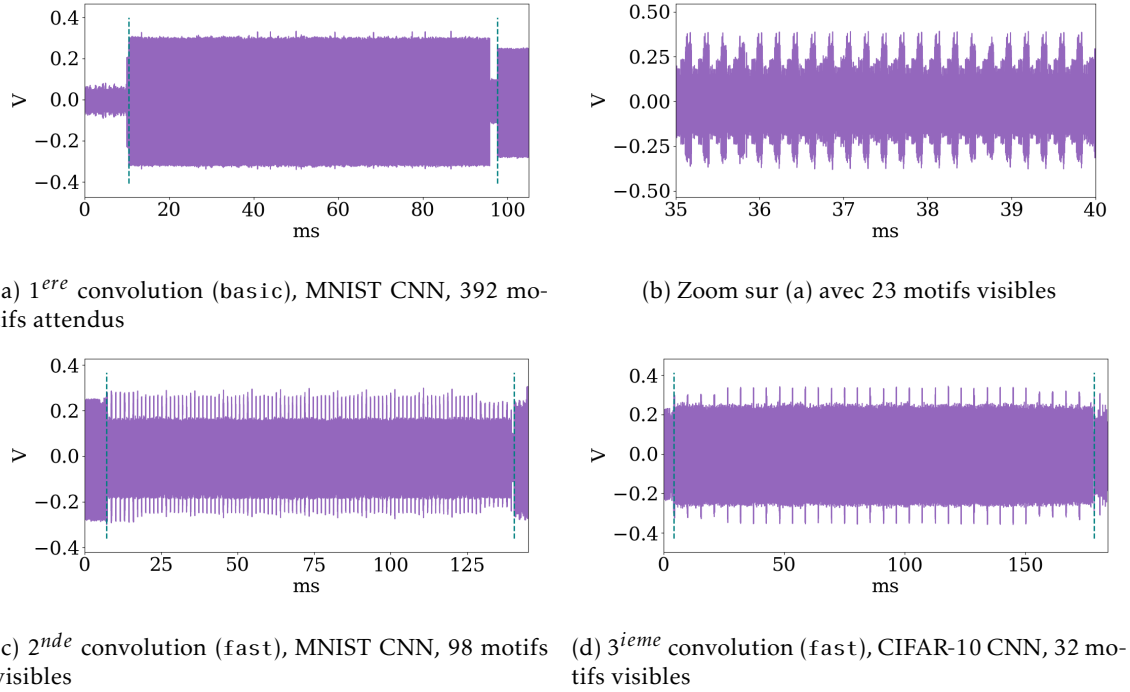 0.4
0.2
0.0
−0.2
−0.4
V
0 20 40 60 80 100
ms
0.50
0.25
0.00
−0.25
−0.50
V
35 36 37 38 39 40
ms
a) 1ere convolution (basic), MNIST CNN, 392 mo-
ifs attendus
(b) Zoom sur (a) avec 23 motifs visibles
0.4
0.2
0.0
−0.2
−0.4
V
0 25 50 75 100 125
ms
0.4
0.2
0.0
−0.2
−0.4
V
0 50 100 150
ms
c) 2nde convolution (fast), MNIST CNN, 98 motifs
visibles
(d) 3ieme convolution (fast), CIFAR-10 CNN, 32 mo-
tifs visibles